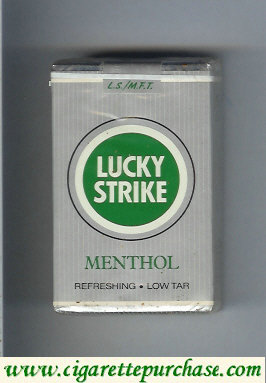 L.S./M.F.T.
LUCKY
STRIKE
MENTHOL
REFRESHING • LOW TAR
www.cigarettepurchase.com